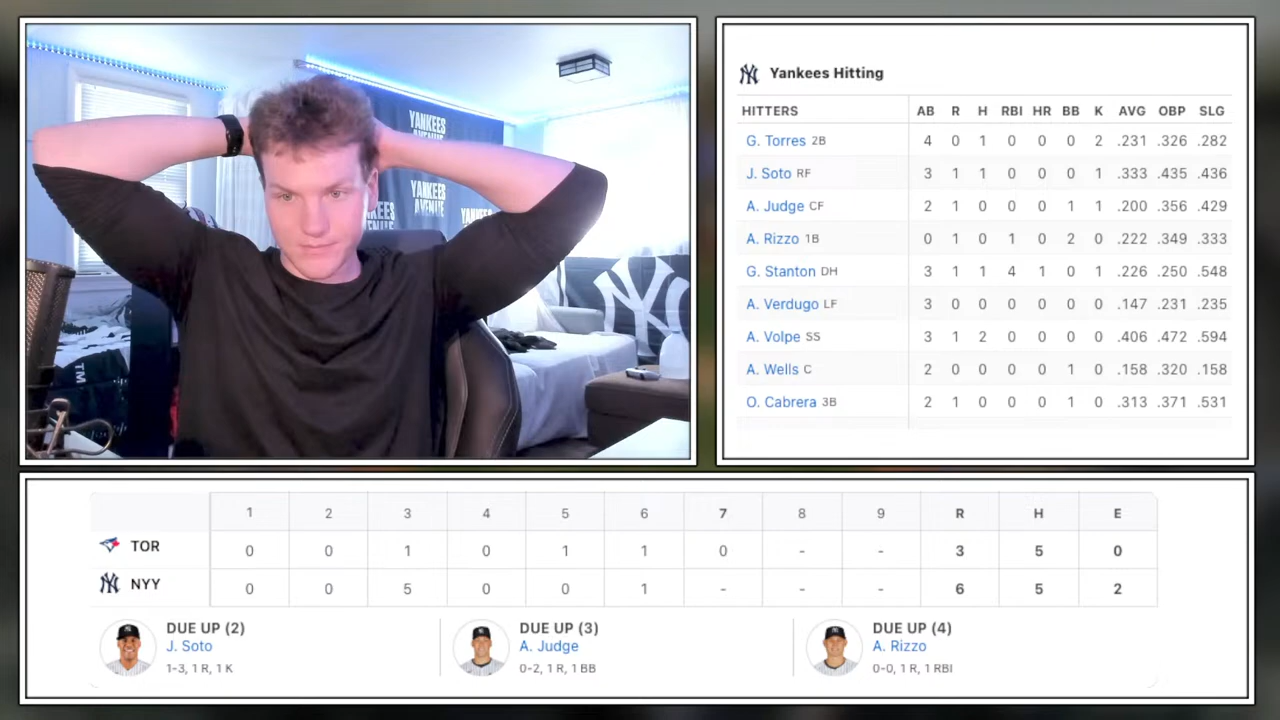 YANKEES
AVENUE
YANKEES
AVENUE
NY
Yankees Hitting
HITTERS AB R H RBI HR BB K AVG OBP SLG
G. Torres 2B 4 0 1 0 0 0 2 .231 .326 .282
J. Soto RF 3 1 1 0 0 0 1 .333 .435 .436
A. Judge CF 2 1 0 0 0 1 1 .200 .356 .429
A. Rizzo 1B 0 1 0 1 0 2 0 .222 .349 .333
G. Stanton DH 3 1 1 4 1 0 1 .226 .250 .548
A. Verdugo LF 3 0 0 0 0 0 0 .147 .231 .235
A. Volpe SS 3 1 2 0 0 0 0 .406 .472 .594
A. Wells C 2 0 0 0 0 1 0 .158 .320 .158
O. Cabrera 3B 2 1 0 0 0 1 0 .313 .371 .531
1 2 3 4 5 6 7 8 9 R H E
TOR 0 0 1 0 1 1 0 - - 3 5 0
NYY 0 0 5 0 0 1 - - - 6 5 2
DUE UP (2) DUE UP (3) DUE UP (4)
J. Soto A. Judge A. Rizzo
1-3, 1 R, 1 K 0-2, 1 R, 1 BB 0-0, 1 R, 1 RBI